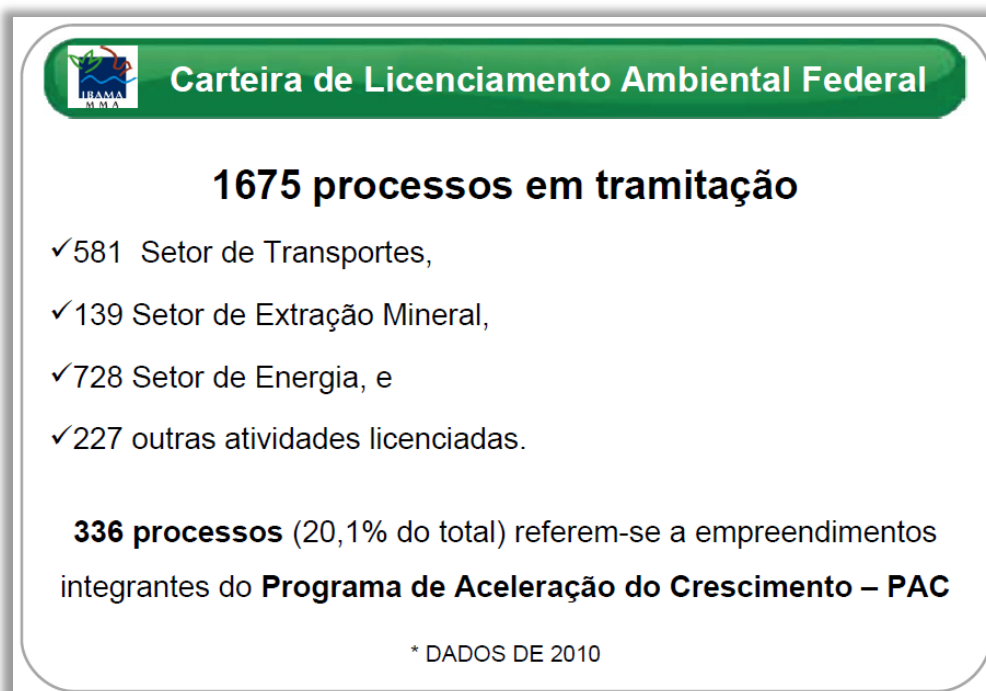 IBAMA
MMA
Carteira de Licenciamento Ambiental Federal
1675 processos em tramitação
✓581 Setor de Transportes,
✓139 Setor de Extração Mineral,
✓728 Setor de Energia, e
✓227 outras atividades licenciadas.
336 processos (20,1% do total) referem-se a empreendimentos
integrantes do Programa de Aceleração do Crescimento – PAC
* DADOS DE 2010